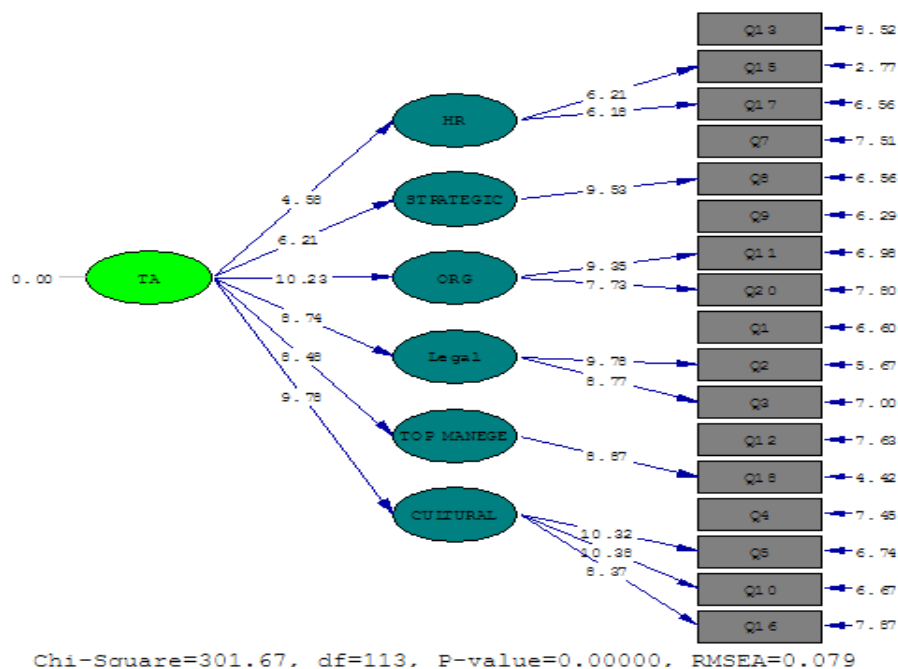 Q13
8.52
Q15
2.77
6.21
HR
6.18
Q17
6.56
Q7
7.51
4.58
9.53
Q8
6.56
STRATEGIC
6.21
Q9
6.29
9.35
Q11
6.98
0.00
TA
10.23
ORG
7.73
Q20
7.80
8.74
Q1
6.60
8.48
Legal
9.78
Q2
5.67
9.78
8.77
Q3
7.00
TOP MANEGE
Q12
7.63
8.87
Q18
4.42
CULTURAL
Q4
7.45
10.32
Q5
6.74
10.38
8.37
Q10
6.67
Q16
7.87
Chi-Square=301.67, df=113, P-value=0.00000, RMSEA=0.079